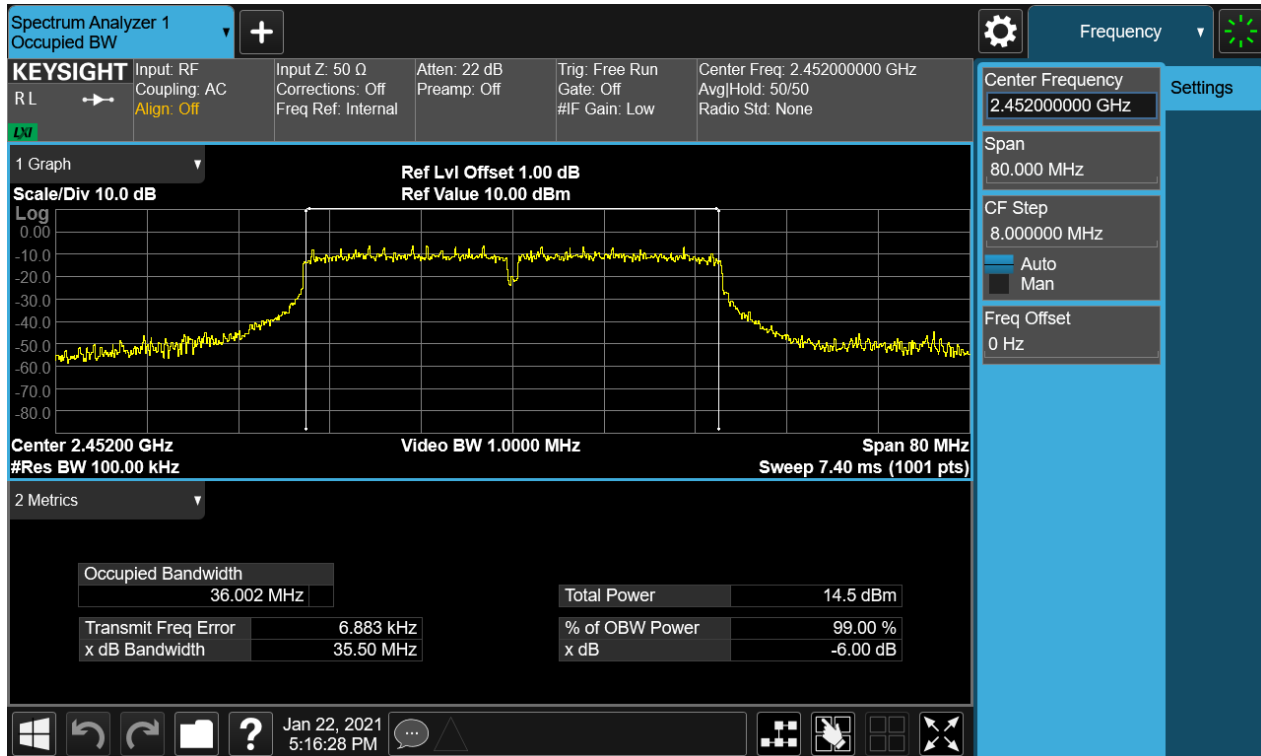 Spectrum Analyzer 1
Occupied BW
+
Frequency
KEYSIGHT
RL
LXI
Input: RF
Coupling: AC
Align: Off
Input Z: 50 Ω
Corrections: Off
Freq Ref: Internal
Atten: 22 dB
Preamp: Off
Trig: Free Run
Gate: Off
#IF Gain: Low
Center Freq: 2.452000000 GHz
Avg|Hold: 50/50
Radio Std: None
1 Graph
Scale/Div 10.0 dB
Ref Lvl Offset 1.00 dB
Ref Value 10.00 dBm
Log
0.00
-10.0
-20.0
-30.0
-40.0
-50.0
-60.0
-70.0
-80.0
Center 2.45200 GHz
#Res BW 100.00 kHz
Video BW 1.0000 MHz
Span 80 MHz
Sweep 7.40 ms (1001 pts)
2 Metrics
Occupied Bandwidth
36.002 MHz
Transmit Freq Error 6.883 kHz
x dB Bandwidth 35.50 MHz
Total Power 14.5 dBm
% of OBW Power 99.00 %
x dB -6.00 dB
Center Frequency
2.452000000 GHz
Span
80.000 MHz
CF Step
8.000000 MHz
Auto
Man
Freq Offset
0 Hz
Settings
?
Jan 22, 2021
5:16:28 PM